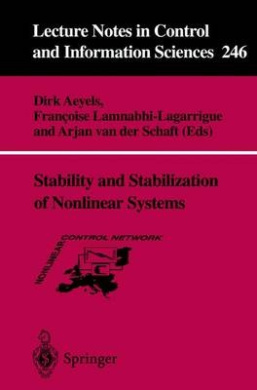 Lecture Notes in Control
and Information Sciences 246
Dirk Aeyels,
Françoise Lamnabhi-Lagarrigue
and Arjan van der Schaft (Eds)
Stability and Stabilization
of Nonlinear Systems
NONLINEAR
CONTROL NETWORK
Springer